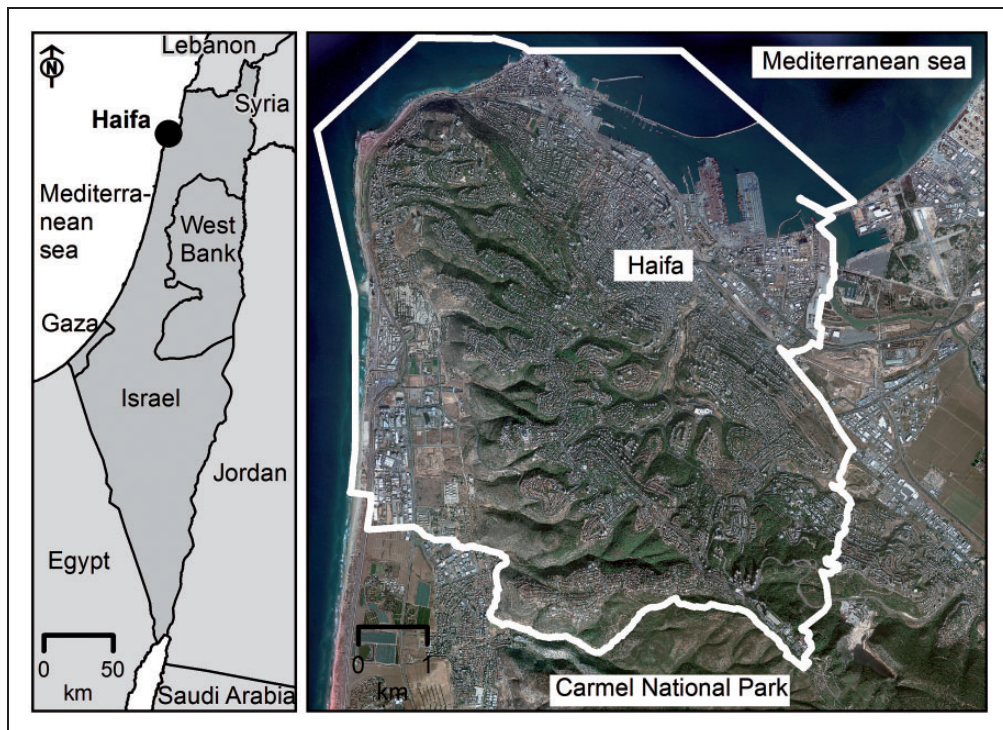 Lebanon
N
Syria
Haifa
Mediterra-
nean
sea
West
Bank
Gaza
Israel
Jordan
Egypt
0 50
km
Saudi Arabia
Mediterranean sea
Haifa
0 1
km
Carmel National Park